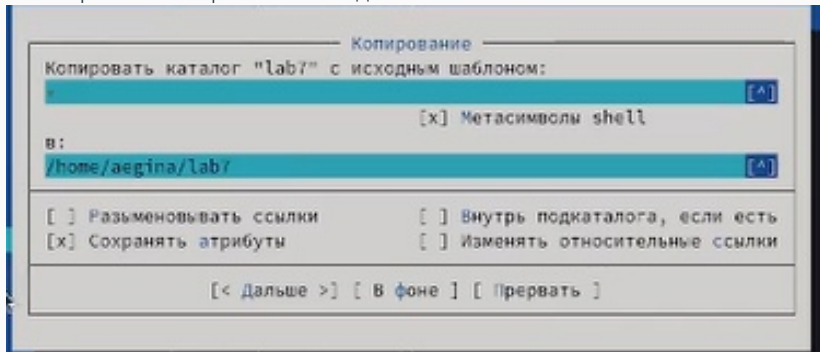 Копирование
Копировать каталог "lab7" с исходным шаблоном:
* [^]
[x] Метасимволы shell
в:
/home/aegina/lab7 [^]
[ ] Разыменовывать ссылки [ ] Внутрь подкаталога, если есть
[x] Сохранять атрибуты [ ] Изменять относительные ссылки
[< Дальше >] [ В фоне ] [ Прервать ]